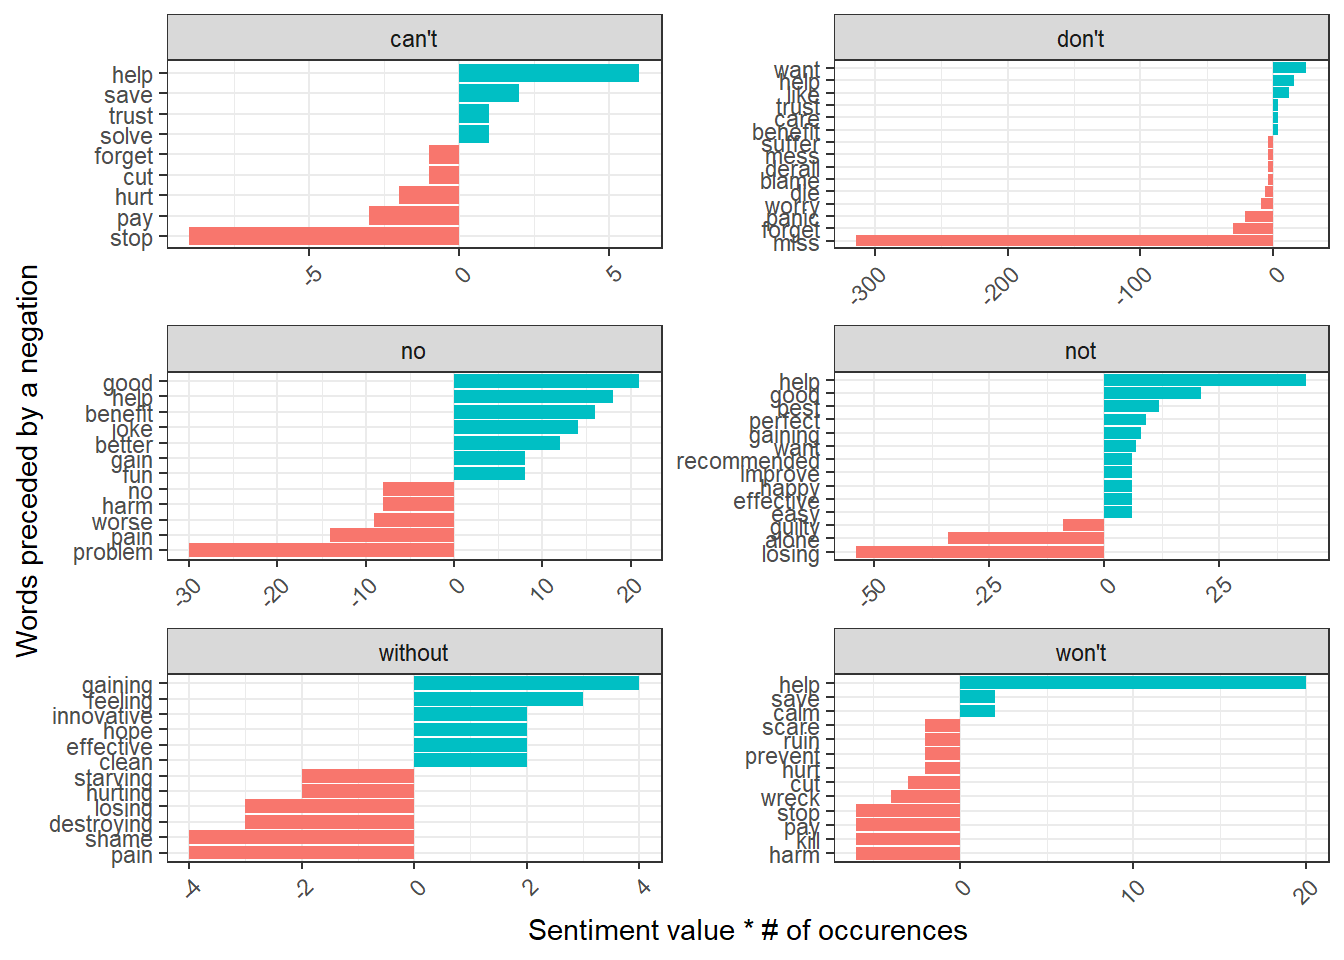 can't
help
save
trust
solve
forget
cut
hurt
pay
stop
-5
0
5
don't
want
help
like
trust
care
benefit
suffer
mess
derail
blame
die
worry
panic
forget
miss
-300
-200
-100
0
no
good
help
benefit
joke
better
gain
fun
no
harm
worse
pain
problem
-30
-20
-10
0
10
20
not
help
good
best
perfect
gaining
want
recommended
improve
happy
effective
easy
guilty
alone
losing
-50
-25
0
25
without
gaining
feeling
innovative
hope
effective
clean
starving
hurting
losing
destroying
shame
pain
-4
-2
0
2
4
won't
help
save
calm
scare
ruin
prevent
hurt
cut
wreck
stop
pay
kill
harm
0
10
20
Words preceded by a negation
Sentiment value * # of occurences